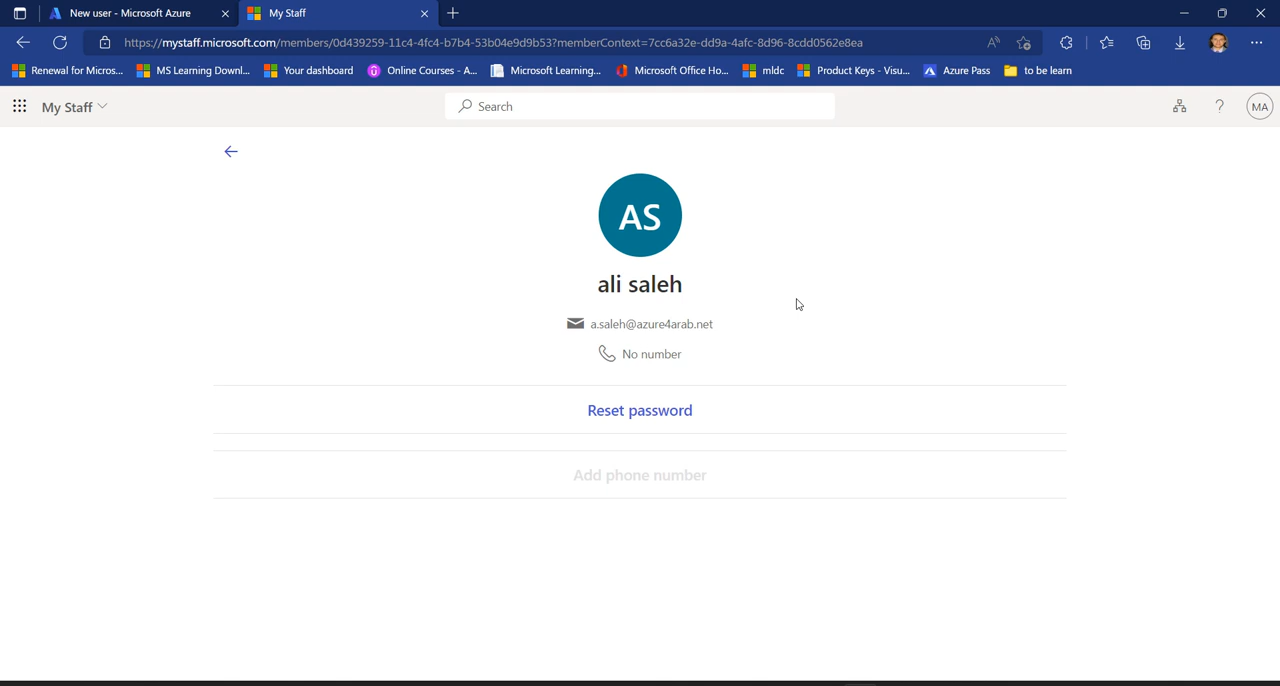 New user - Microsoft Azure
My Staff
https://mystaff.microsoft.com/members/0d439259-11c4-4fc4-b7b4-53b04e9d9b53?memberContext=7cc6a32e-dd9a-4afc-8d96-8cdd0562e8ea
Renewal for Micros... MS Learning Downl... Your dashboard Online Courses - A... Microsoft Learning... Microsoft Office Ho... mldc Product Keys - Visu... Azure Pass to be learn
My Staff Search ? MA
AS
ali saleh
a.saleh@azure4arab.net
No number
Reset password
Add phone number